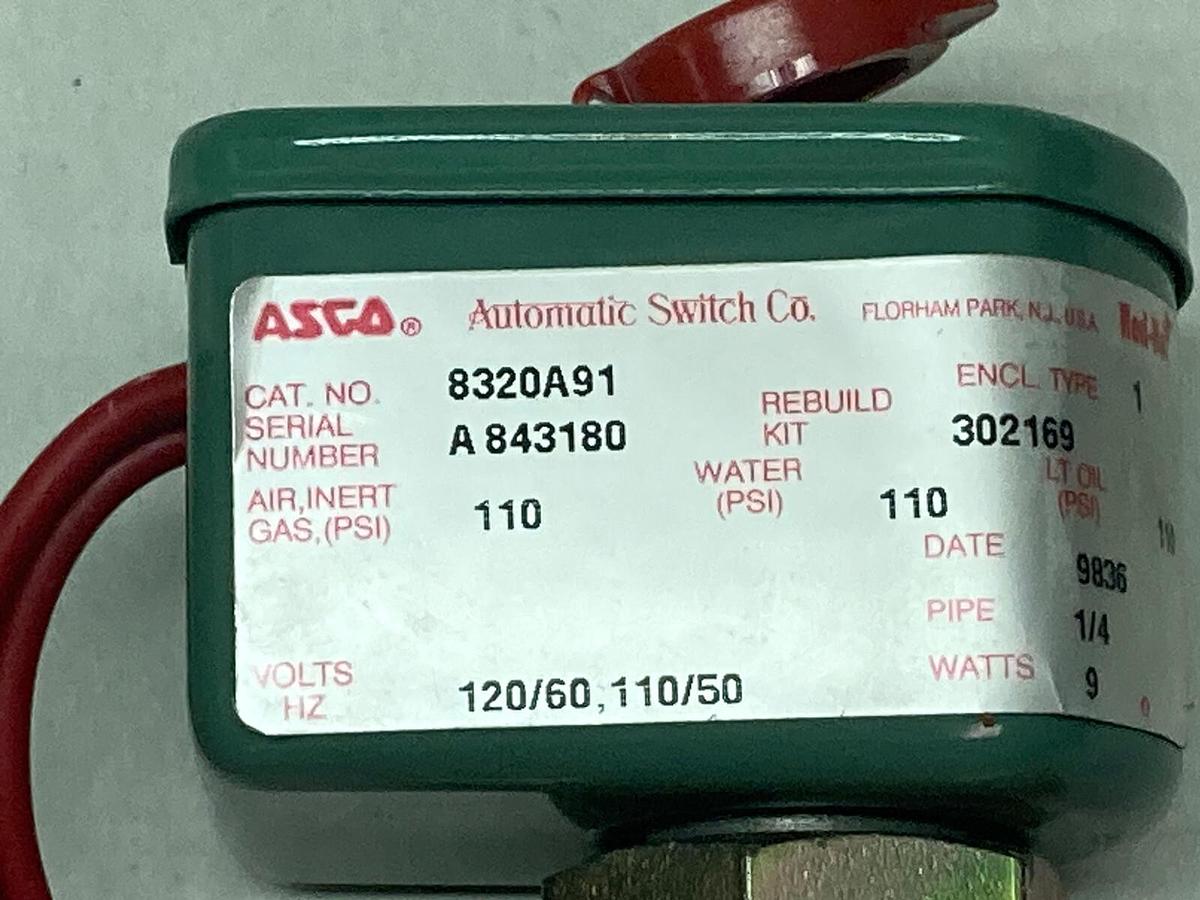 ASCO® Automatic Switch Co. FLORHAM PARK, N.J. USA
CAT. NO. 8320A91 ENCL. TYPE 1
SERIAL NUMBER A 843180 REBUILD KIT 302169
AIR,INERT GAS,(PSI) 110 WATER (PSI) 110 LT OIL (PSI) 110
DATE 9836
PIPE 1/4
VOLTS HZ 120/60,110/50 WATTS 9